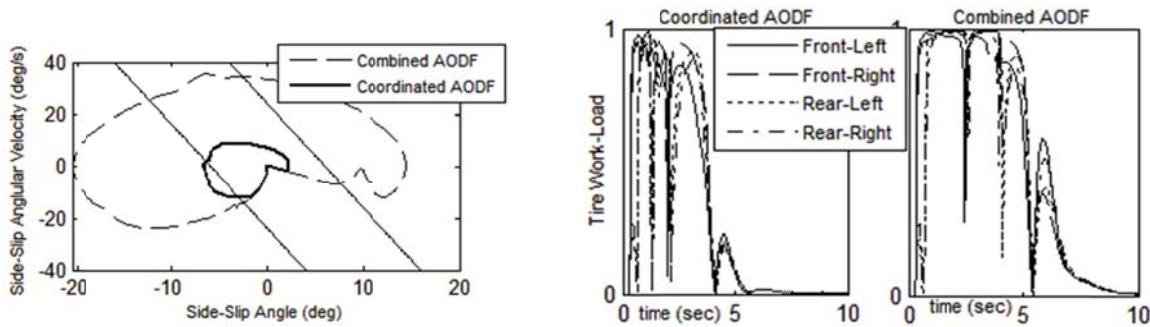 Side-Slip Anglular Velocity (deg/s)
40
20
0
-20
-40
-20
-10
0
10
20
Side-Slip Angle (deg)
Combined AODF
Coordinated AODF
Coordinated AODF
Combined AODF
Tire Work-Load
1
0
0
time (sec)
5
10
1
0
0
time (sec)
5
10
Front-Left
Front-Right
Rear-Left
Rear-Right